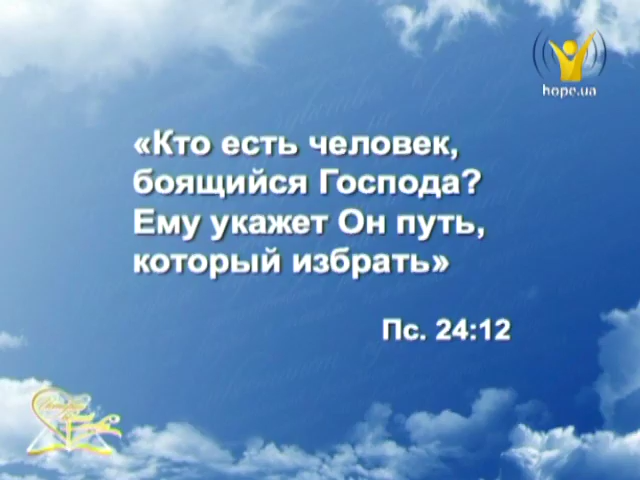 hope.ua
«Кто есть человек,
боящийся Господа?
Ему укажет Он путь,
который избрать»
Пс. 24:12